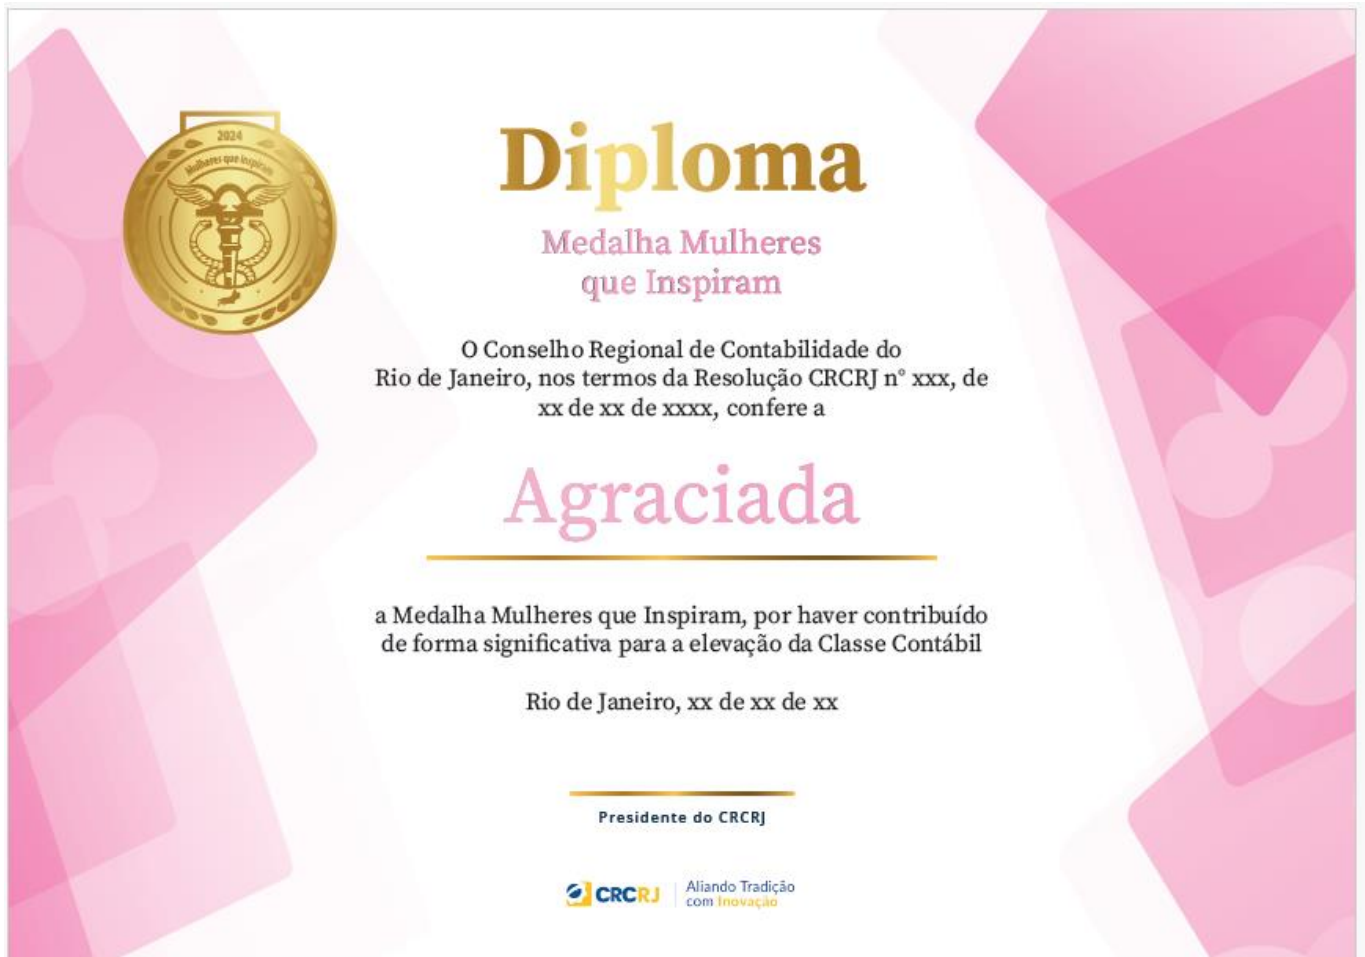 2024
Mulheres que Inspiram
Diploma
Medalha Mulheres
que Inspiram
O Conselho Regional de Contabilidade do
Rio de Janeiro, nos termos da Resolução CRCRJ n° xxx, de
xx de xx de xxxx, confere a
Agraciada
a Medalha Mulheres que Inspiram, por haver contribuído
de forma significativa para a elevação da Classe Contábil
Rio de Janeiro, xx de xx de xx
Presidente do CRCRJ
CRCRJ
Aliando Tradição
com Inovação